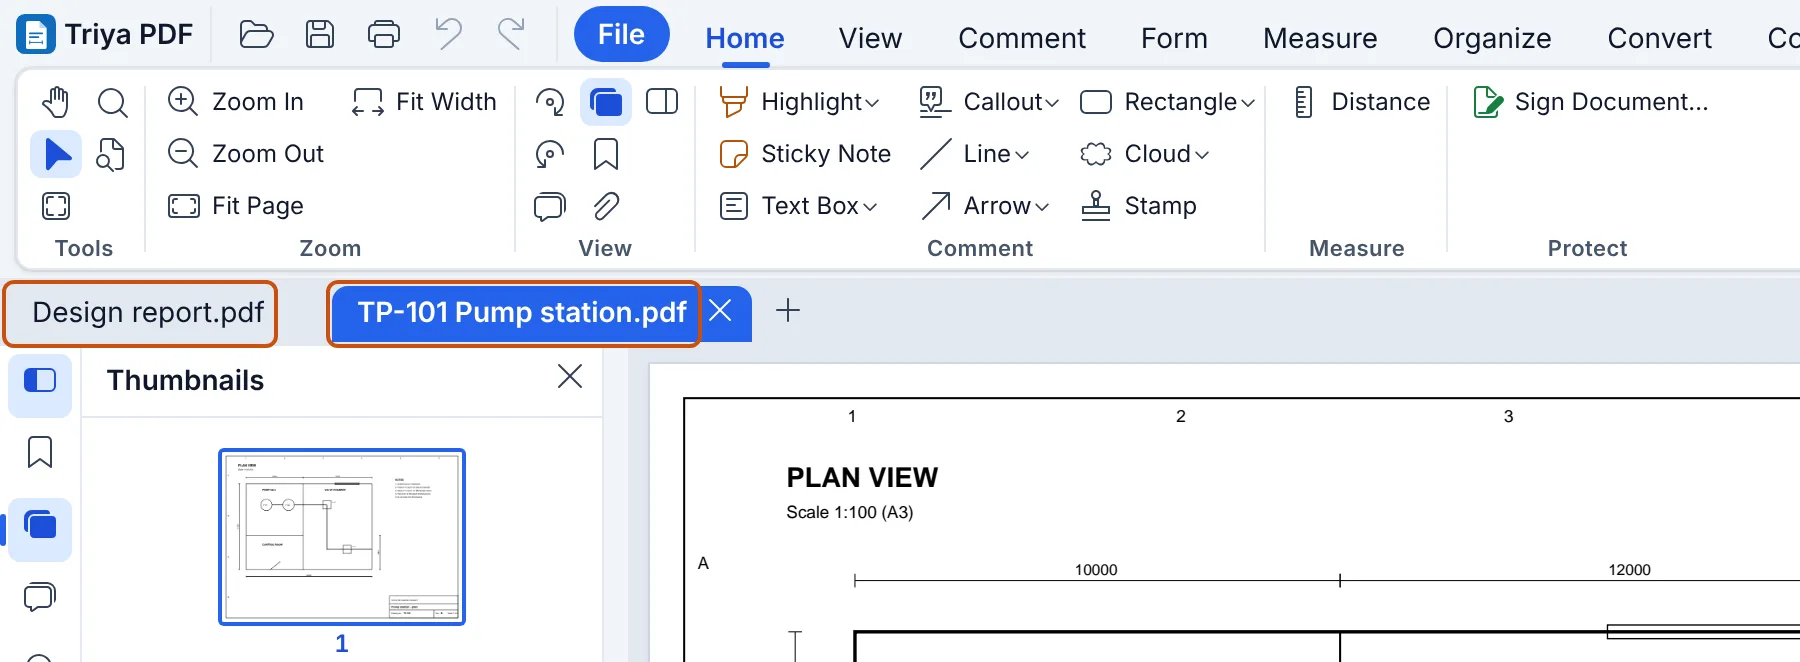 Triya PDF
File
Home
View
Comment
Form
Measure
Organize
Convert
Co
Zoom In
Fit Width
Zoom Out
Fit Page
Highlight
Sticky Note
Text Box
Callout
Line
Arrow
Rectangle
Cloud
Stamp
Distance
Sign Document...
Tools
Zoom
View
Comment
Measure
Protect
Design report.pdf
TP-101 Pump station.pdf
Thumbnails
PLAN VIEW
1
1
2
3
PLAN VIEW
Scale 1:100 (A3)
A
10000
12000